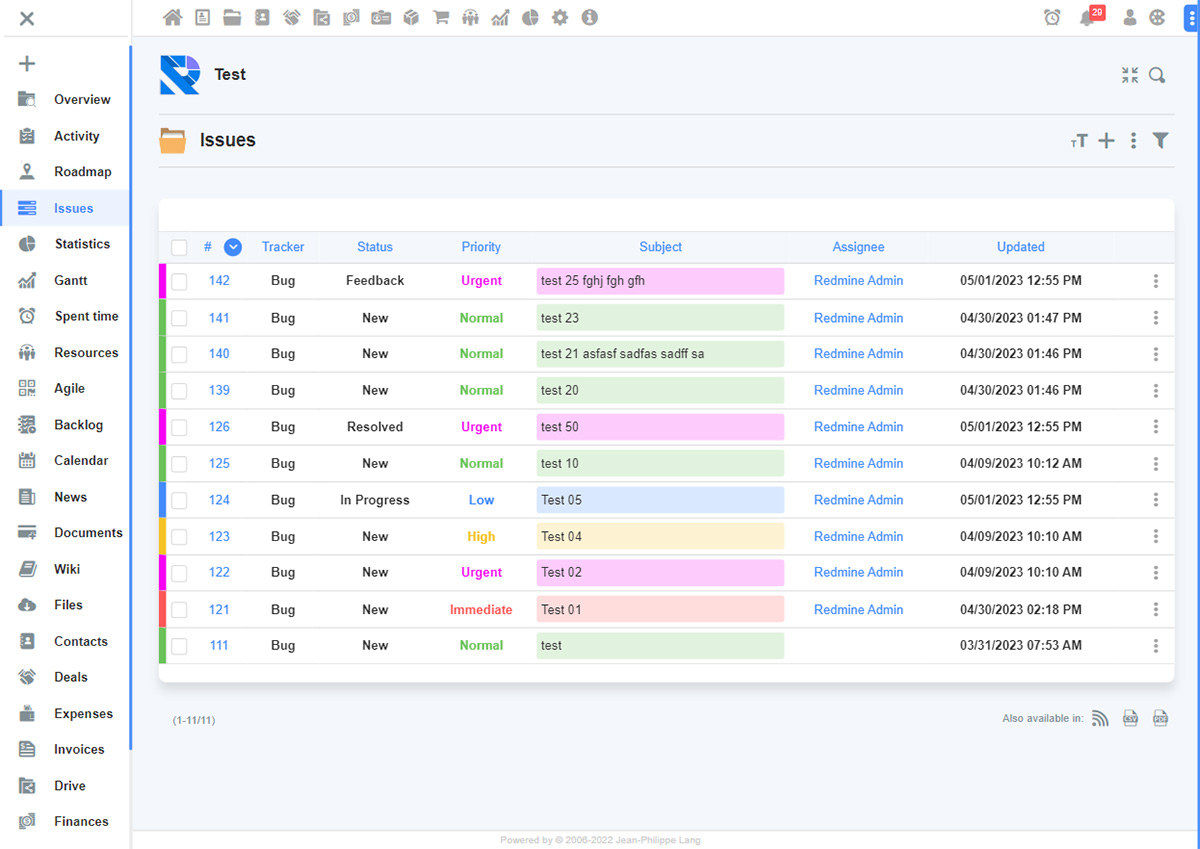 29
Test
Overview
Activity
Roadmap
Issues
Statistics
Gantt
Spent time
Resources
Agile
Backlog
Calendar
News
Documents
Wiki
Files
Contacts
Deals
Expenses
Invoices
Drive
Finances
Issues
# Tracker Status Priority Subject Assignee Updated
142 Bug Feedback Urgent test 25 fghj fgh gfh Redmine Admin 05/01/2023 12:55 PM
141 Bug New Normal test 23 Redmine Admin 04/30/2023 01:47 PM
140 Bug New Normal test 21 asfasf sadfas sadff sa Redmine Admin 04/30/2023 01:46 PM
139 Bug New Normal test 20 Redmine Admin 04/30/2023 01:46 PM
126 Bug Resolved Urgent test 50 Redmine Admin 05/01/2023 12:55 PM
125 Bug New Normal test 10 Redmine Admin 04/09/2023 10:12 AM
124 Bug In Progress Low Test 05 Redmine Admin 05/01/2023 12:55 PM
123 Bug New High Test 04 Redmine Admin 04/09/2023 10:10 AM
122 Bug New Urgent Test 02 Redmine Admin 04/09/2023 10:10 AM
121 Bug New Immediate Test 01 Redmine Admin 04/30/2023 02:18 PM
111 Bug New Normal test 03/31/2023 07:53 AM
(1-11/11)
Also available in: CSV PDF
Powered by © 2006-2022 Jean-Philippe Lang